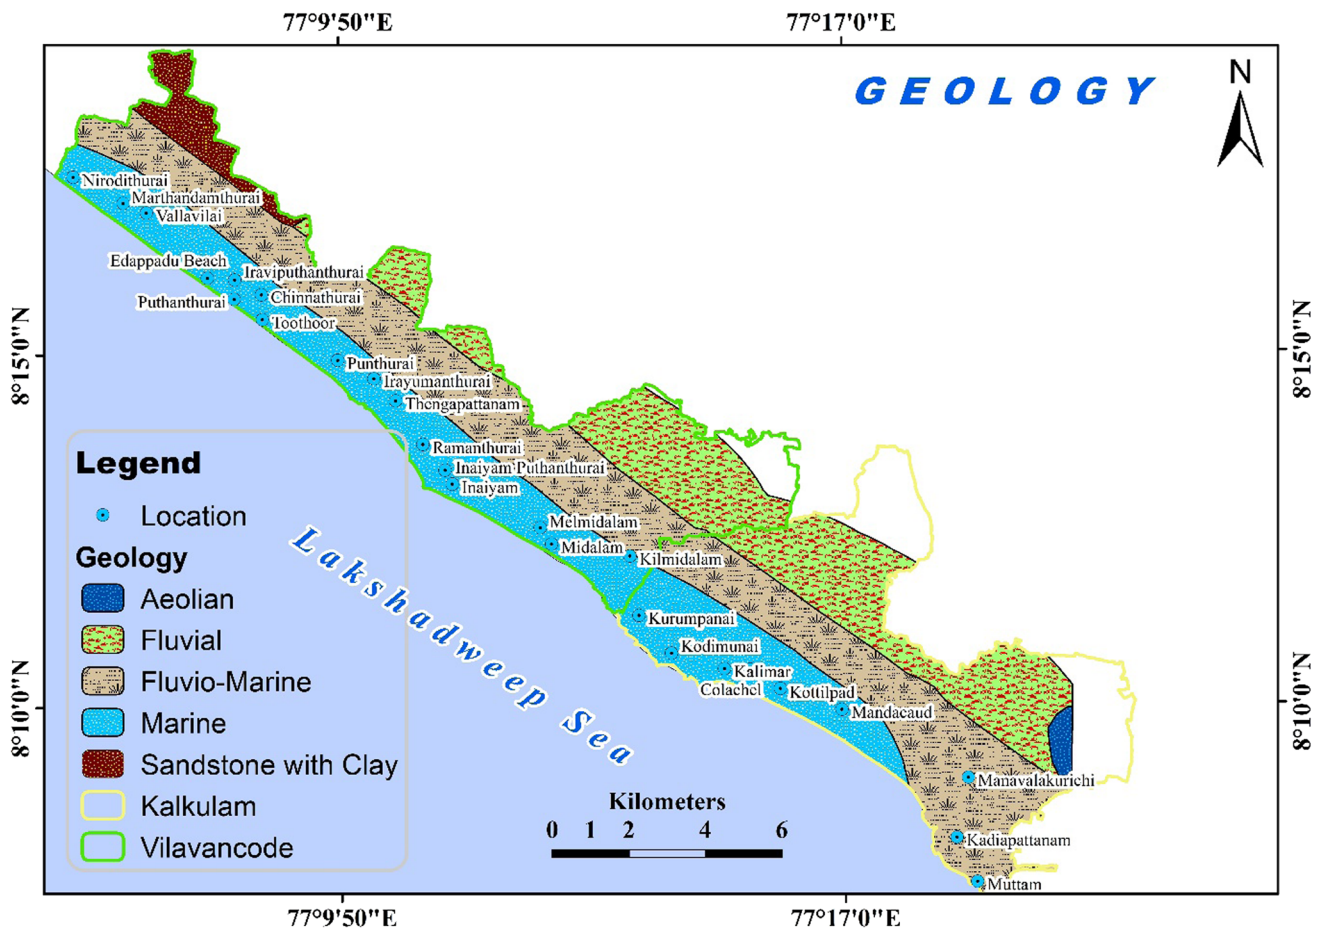 77°9'50"E
77°17'0"E
GEOLOGY
N
Nirodithurai
Marthandamthurai
Vallavilai
Edappadu Beach
Iraviputhanthurai
Puthanthurai
Chinnathurai
Toothoor
8°15'0"N
8°15'0"N
Punthurai
Irayumanthurai
Thengapattanam
Ramanthurai
Inaiyam Puthanthurai
Inaiyam
Melmidalam
Midalam
Kilmidalam
Kurumpanai
Kodimunai
Kalimar
Colachel
Kottilpad
Mandacaud
Manavalakurichi
Kadiapattanam
Muttam
8°10'0"N
8°10'0"N
Lakshadweep Sea
Legend
Location
Geology
Aeolian
Fluvial
Fluvio-Marine
Marine
Sandstone with Clay
Kalkulam
Vilavancode
Kilometers
0 1 2 4 6
77°9'50"E
77°17'0"E